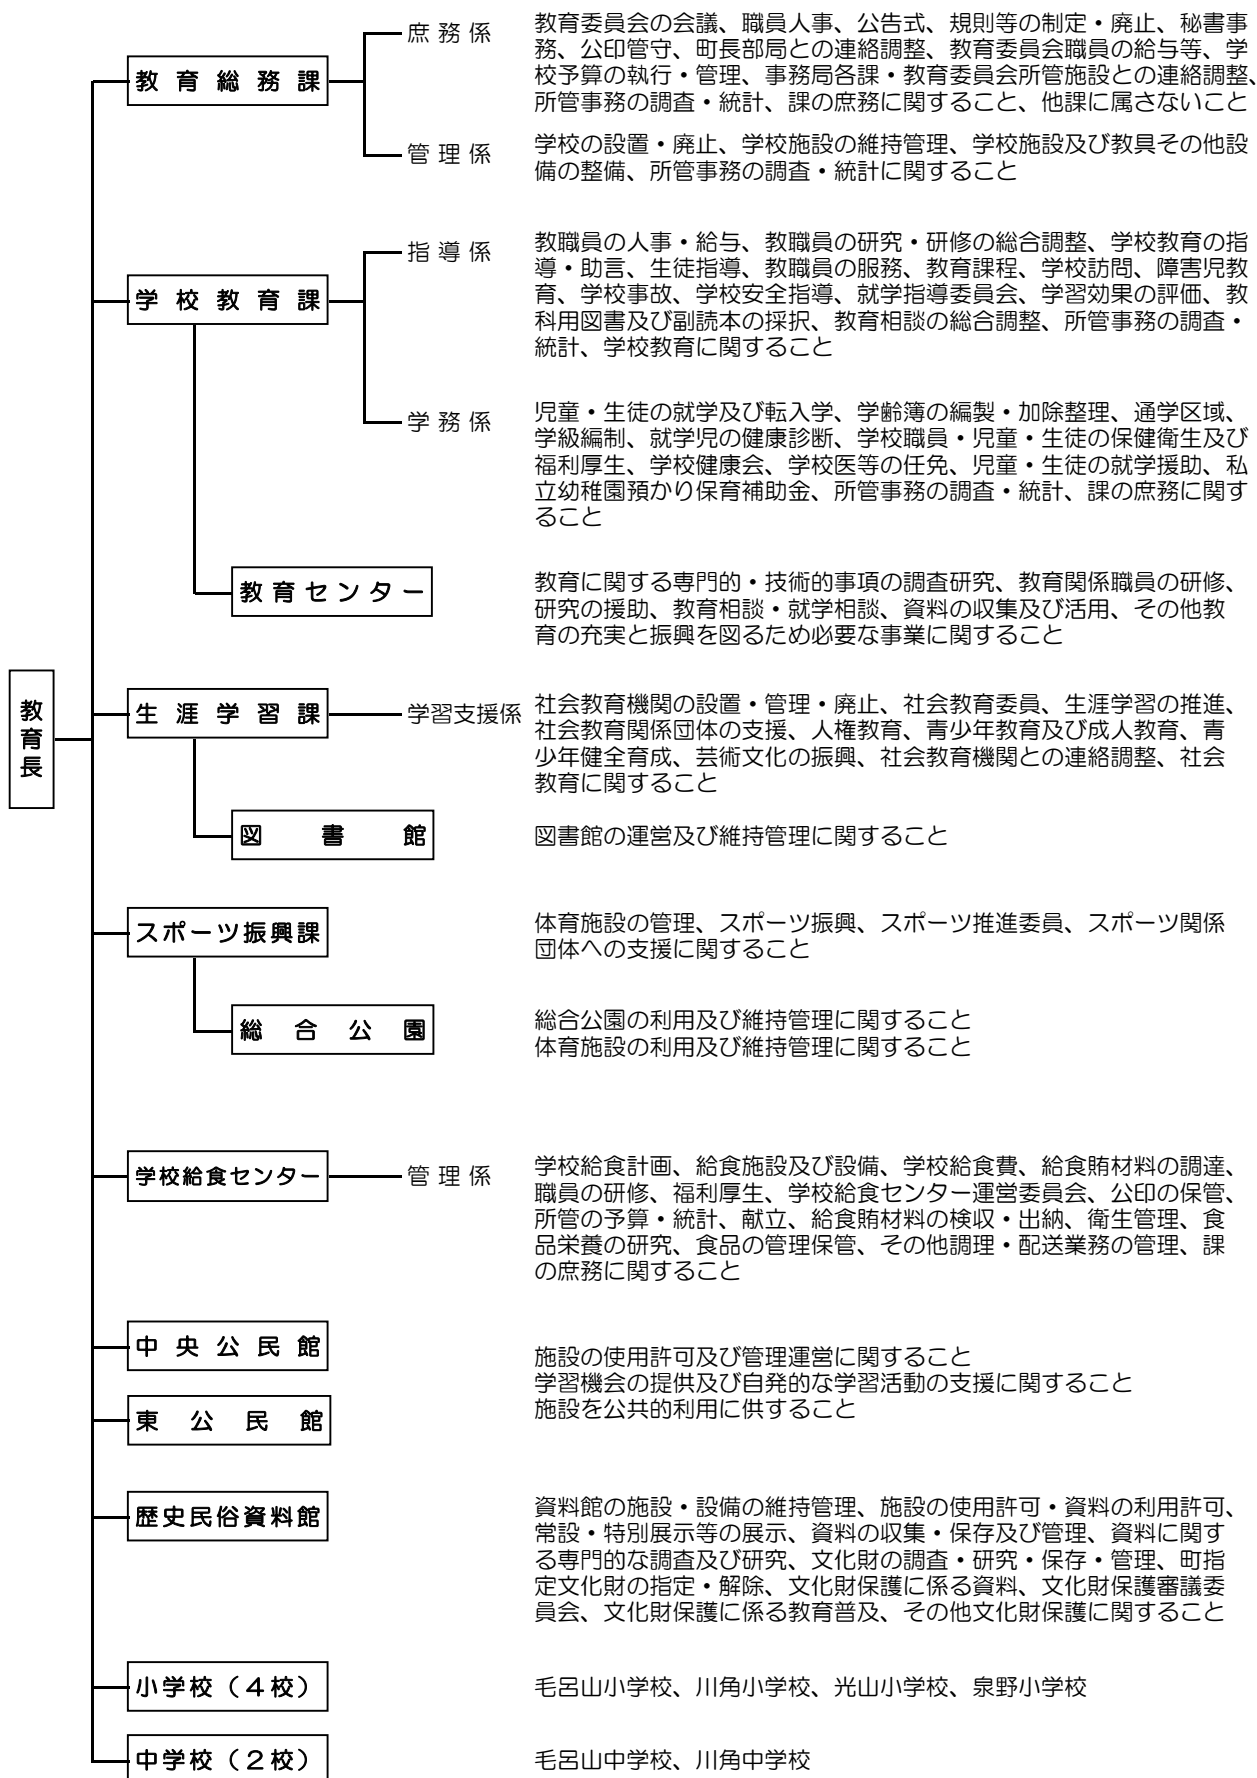 教育長
教育総務課
庶務係
教育委員会の会議、職員人事、公告式、規則等の制定・廃止、秘書事
務、公印管守、町長部局との連絡調整、教育委員会職員の給与等、学
校予算の執行・管理、事務局各課・教育委員会所管施設との連絡調整、
所管事務の調査・統計、課の庶務に関すること、他課に属さないこと
管理係
学校の設置・廃止、学校施設の維持管理、学校施設及び教具その他設
備の整備、所管事務の調査・統計に関すること
学校教育課
指導係
教職員の人事・給与、教職員の研究・研修の総合調整、学校教育の指
導・助言、生徒指導、教職員の服務、教育課程、学校訪問、障害児教
育、学校事故、学校安全指導、就学指導委員会、学習効果の評価、教
科用図書及び副読本の採択、教育相談の総合調整、所管事務の調査・
統計、学校教育に関すること
学務係
児童・生徒の就学及び転入学、学齢簿の編製・加除整理、通学区域、
学級編制、就学児の健康診断、学校職員・児童・生徒の保健衛生及び
福利厚生、学校健康会、学校医等の任免、児童・生徒の就学援助、私
立幼稚園預かり保育補助金、所管事務の調査・統計、課の庶務に関す
ること
教育センター
教育に関する専門的・技術的事項の調査研究、教育関係職員の研修、
研究の援助、教育相談・就学相談、資料の収集及び活用、その他教
育の充実と振興を図るため必要な事業に関すること
生涯学習課
学習支援係
社会教育機関の設置・管理・廃止、社会教育委員、生涯学習の推進、
社会教育関係団体の支援、人権教育、青少年教育及び成人教育、青
少年健全育成、芸術文化の振興、社会教育機関との連絡調整、社会
教育に関すること
図書館
図書館の運営及び維持管理に関すること
スポーツ振興課
体育施設の管理、スポーツ振興、スポーツ推進委員、スポーツ関係
団体への支援に関すること
総合公園
総合公園の利用及び維持管理に関すること
体育施設の利用及び維持管理に関すること
学校給食センター
管理係
学校給食計画、給食施設及び設備、学校給食費、給食賄材料の調達、
職員の研修、福利厚生、学校給食センター運営委員会、公印の保管、
所管の予算・統計、献立、給食賄材料の検収・出納、衛生管理、食
品栄養の研究、食品の管理保管、その他調理・配送業務の管理、課
の庶務に関すること
中央公民館
東公民館
施設の使用許可及び管理運営に関すること
学習機会の提供及び自発的な学習活動の支援に関すること
施設を公共的利用に供すること
歴史民俗資料館
資料館の施設・設備の維持管理、施設の使用許可・資料の利用許可、
常設・特別展示等の展示、資料の収集・保存及び管理、資料に関す
る専門的な調査及び研究、文化財の調査・研究・保存・管理、町指
定文化財の指定・解除、文化財保護に係る資料、文化財保護審議委
員会、文化財保護に係る教育普及、その他文化財保護に関すること
小学校（４校）
毛呂山小学校、川角小学校、光山小学校、泉野小学校
中学校（２校）
毛呂山中学校、川角中学校